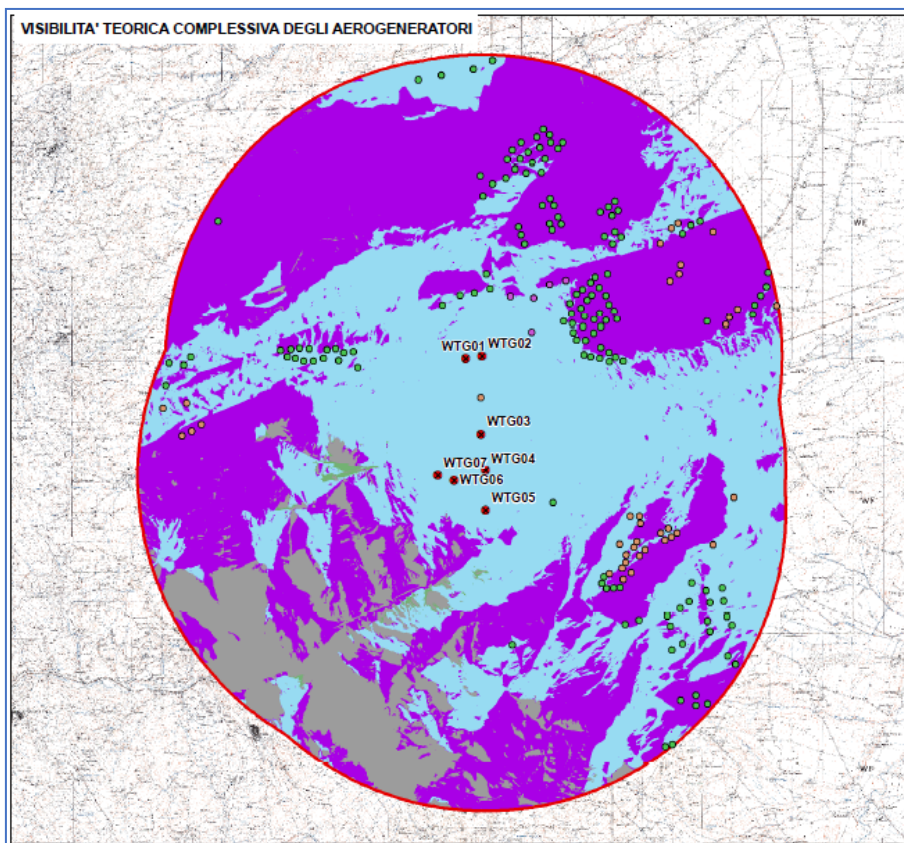 VISIBILITA' TEORICA COMPLESSIVA DEGLI AEROGENERATORI
WTG01
WTG02
WTG03
WTG07
WTG04
WTG06
WTG05